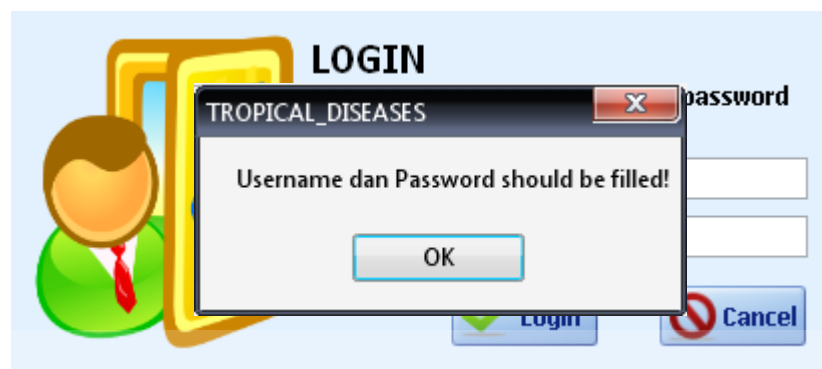 LOGIN
password
TROPICAL_DISEASES
Username dan Password should be filled!
OK
Login
Cancel